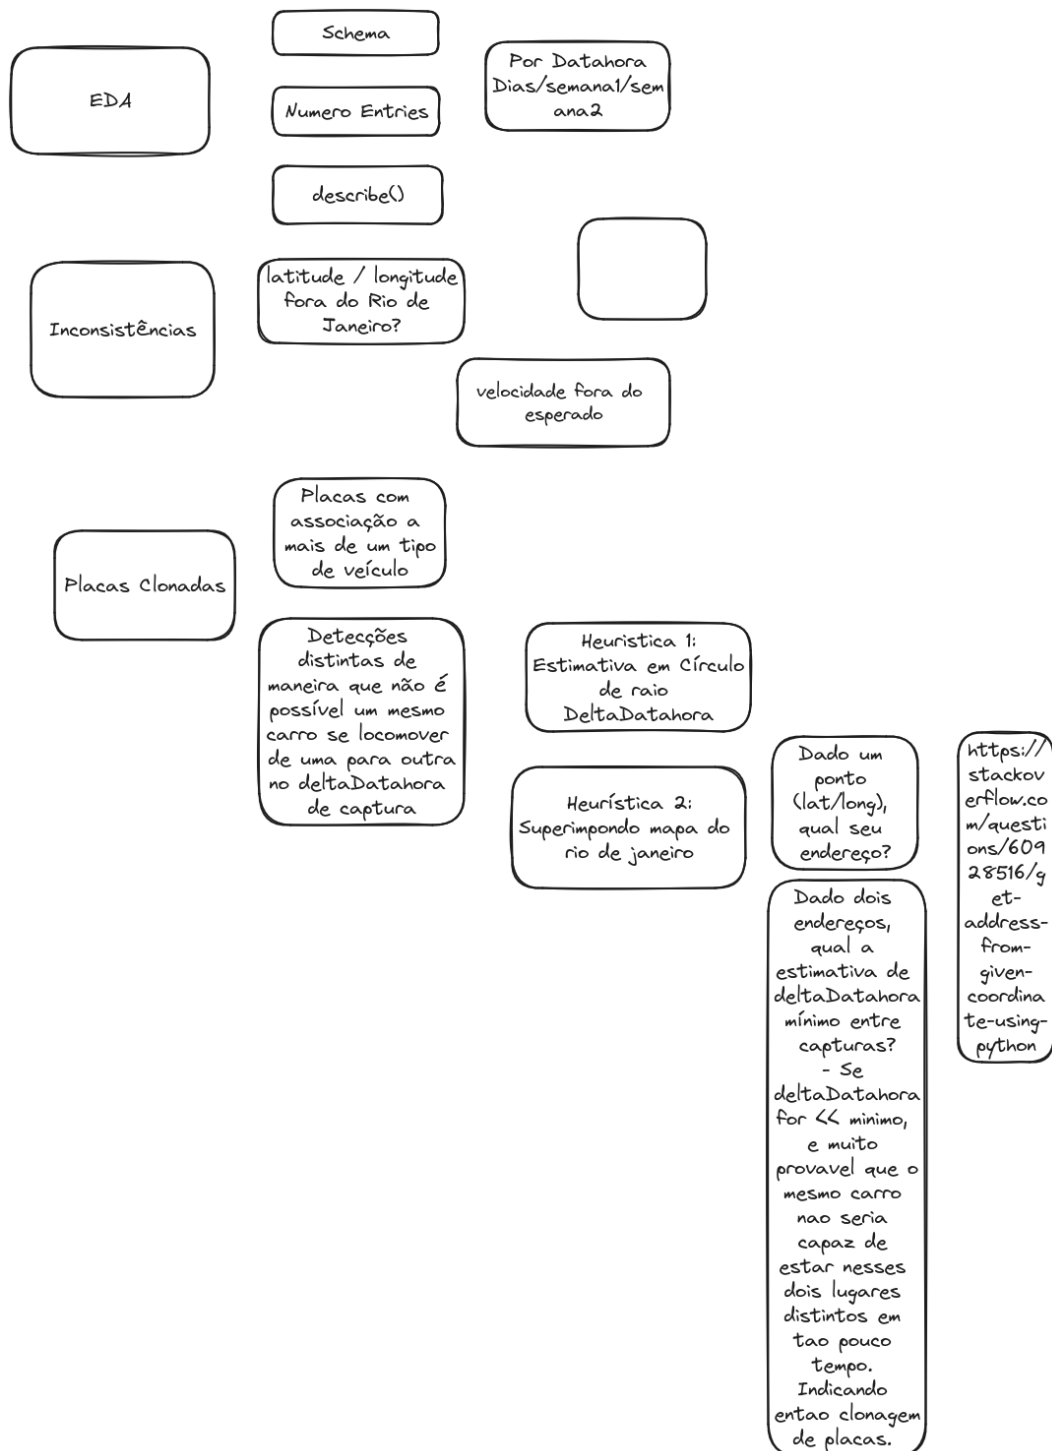 EDA
Schema
Numero Entries
describe()
Por Datahora
Dias/semana1/sem
ana2
Inconsistências
latitude / longitude
fora do Rio de
Janeiro?
velocidade fora do
esperado
Placas Clonadas
Placas com
associação a
mais de um tipo
de veículo
Detecções
distintas de
maneira que não é
possível um mesmo
carro se locomover
de uma para outra
no deltaDatahora
de captura
Heuristica 1:
Estimativa em Círculo
de raio
DeltaDatahora
Heurística 2:
Superimpondo mapa do
rio de janeiro
Dado um
ponto
(lat/long),
qual seu
endereço?
Dado dois
endereços,
qual a
estimativa de
deltaDatahora
mínimo entre
capturas?
- Se
deltaDatahora
for << minimo,
e muito
provavel que o
mesmo carro
nao seria
capaz de
estar nesses
dois lugares
distintos em
tao pouco
tempo.
Indicando
entao clonagem
de placas.
https://
stackov
erflow.co
m/questi
ons/609
28516/g
et-
address-
from-
given-
coordina
te-using-
python